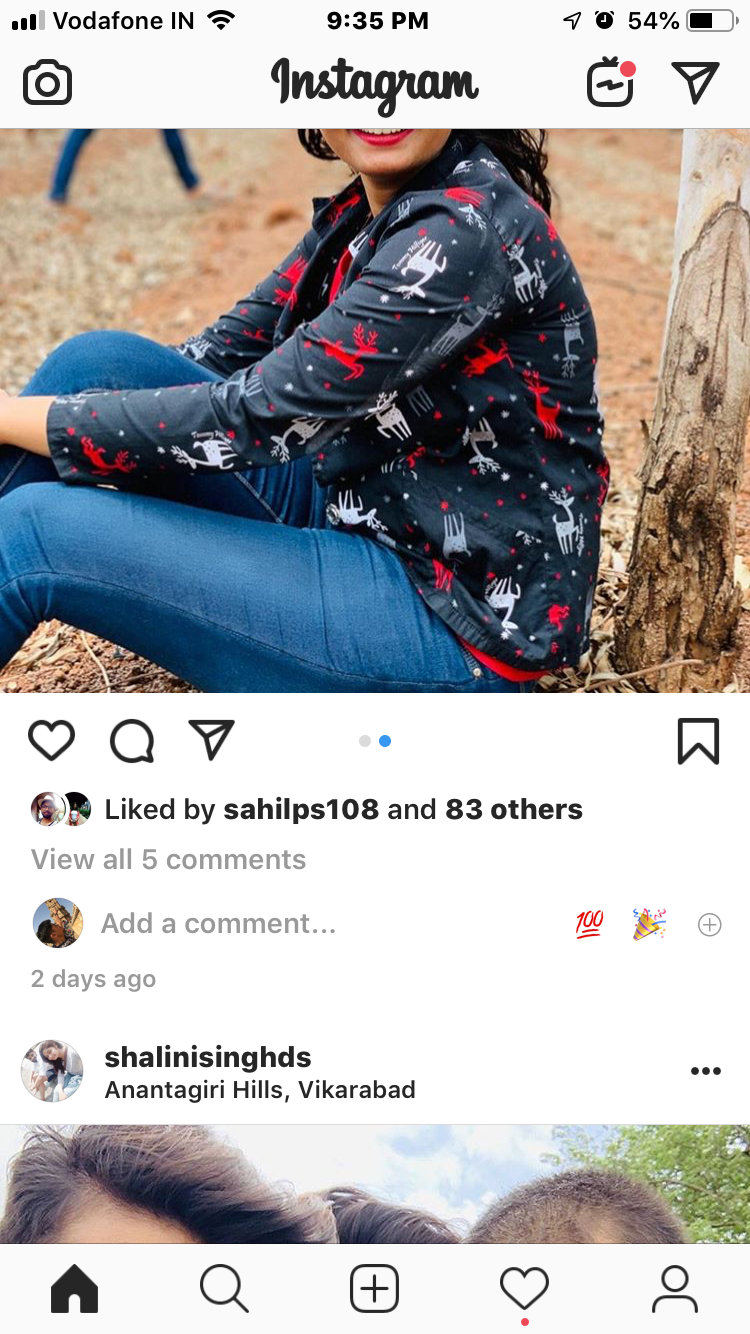 Vodafone IN 9:35 PM 54%
Instagram
Liked by sahilps108 and 83 others
View all 5 comments
Add a comment...
2 days ago
shalinisinghds
Anantagiri Hills, Vikarabad